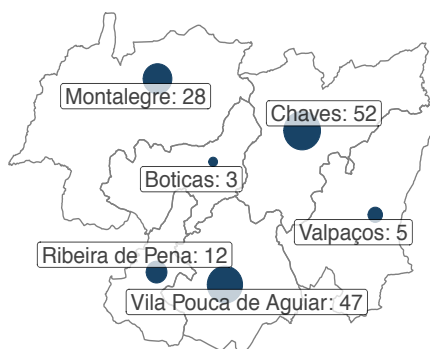 Montalegre: 28
Chaves: 52
Boticas: 3
Valpaços: 5
Ribeira de Pena: 12
Vila Pouca de Aguiar: 47